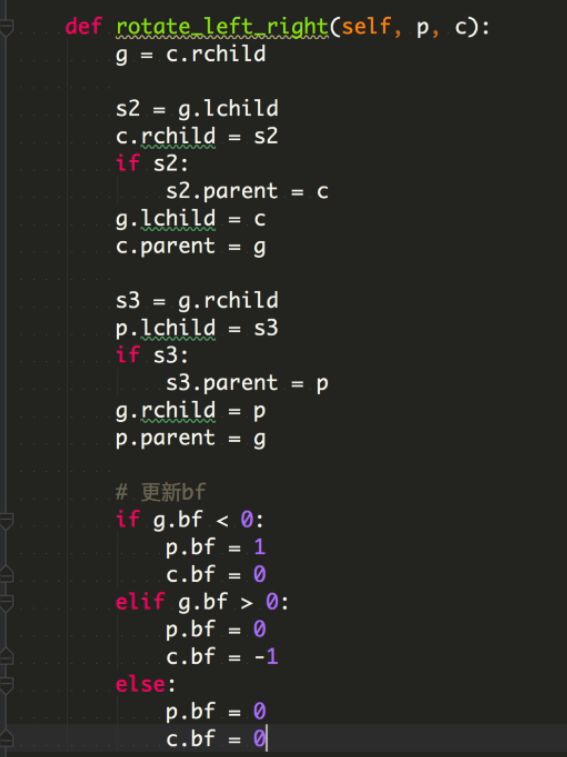 def rotate_left_right(self, p, c):
g = c.rchild
s2 = g.lchild
c.rchild = s2
if s2:
s2.parent = c
g.lchild = c
c.parent = g
s3 = g.rchild
p.lchild = s3
if s3:
s3.parent = p
g.rchild = p
p.parent = g
# 更新bf
if g.bf < 0:
p.bf = 1
c.bf = 0
elif g.bf > 0:
p.bf = 0
c.bf = -1
else:
p.bf = 0
c.bf = 0